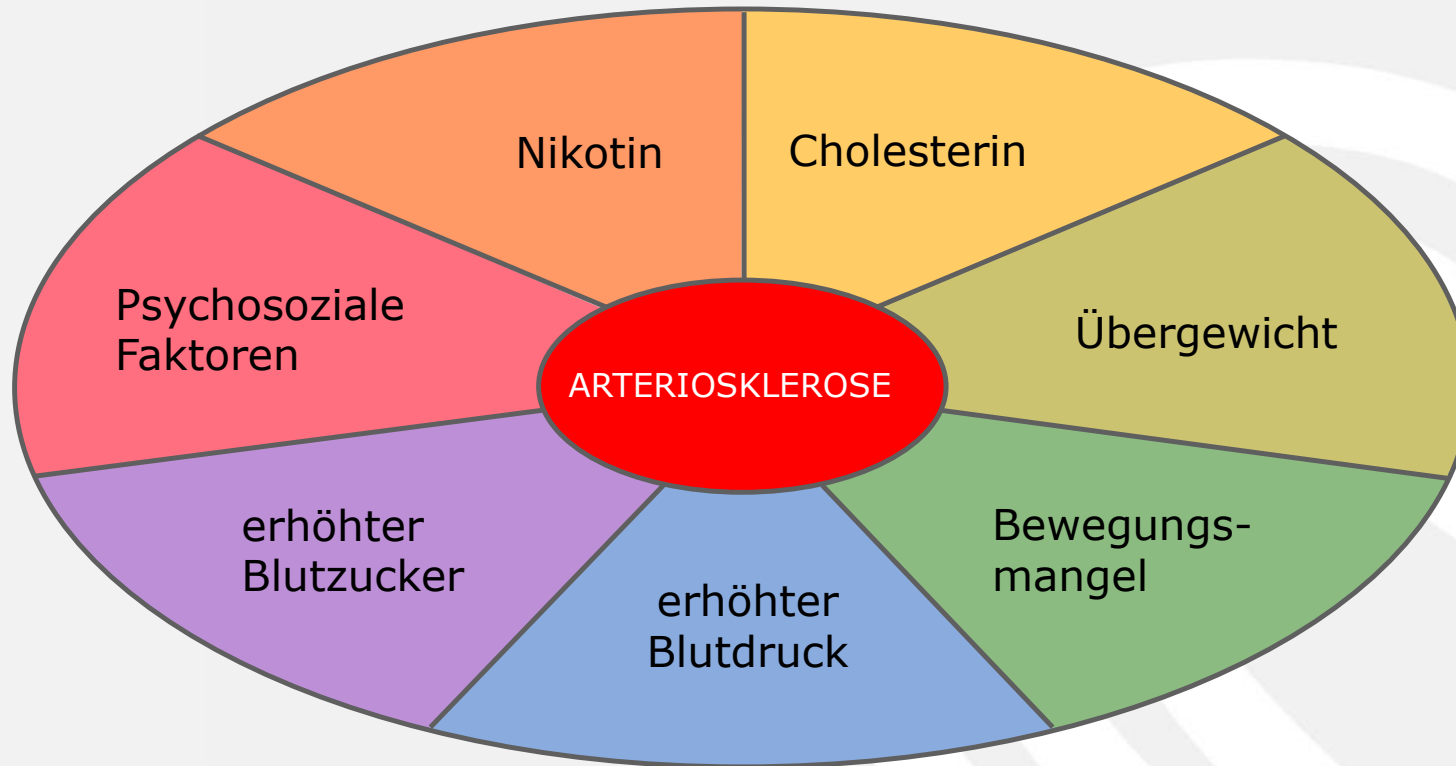 Nikotin
Cholesterin
Psychosoziale
Faktoren
Übergewicht
ARTERIOSKLEROSE
erhöhter
Blutzucker
Bewegungs-
mangel
erhöhter
Blutdruck